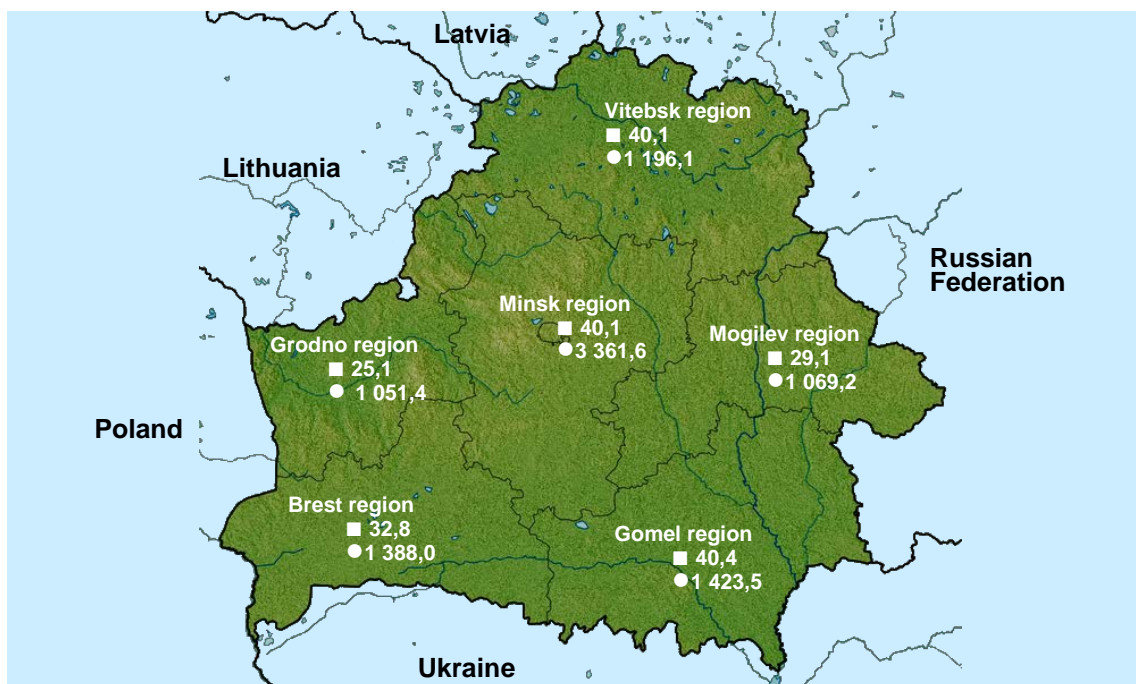 Latvia
Vitebsk region
40,1
1 196,1
Lithuania
Russian
Federation
Minsk region
40,1
3 361,6
Mogilev region
29,1
1 069,2
Grodno region
25,1
1 051,4
Poland
Brest region
32,8
1 388,0
Gomel region
40,4
1 423,5
Ukraine